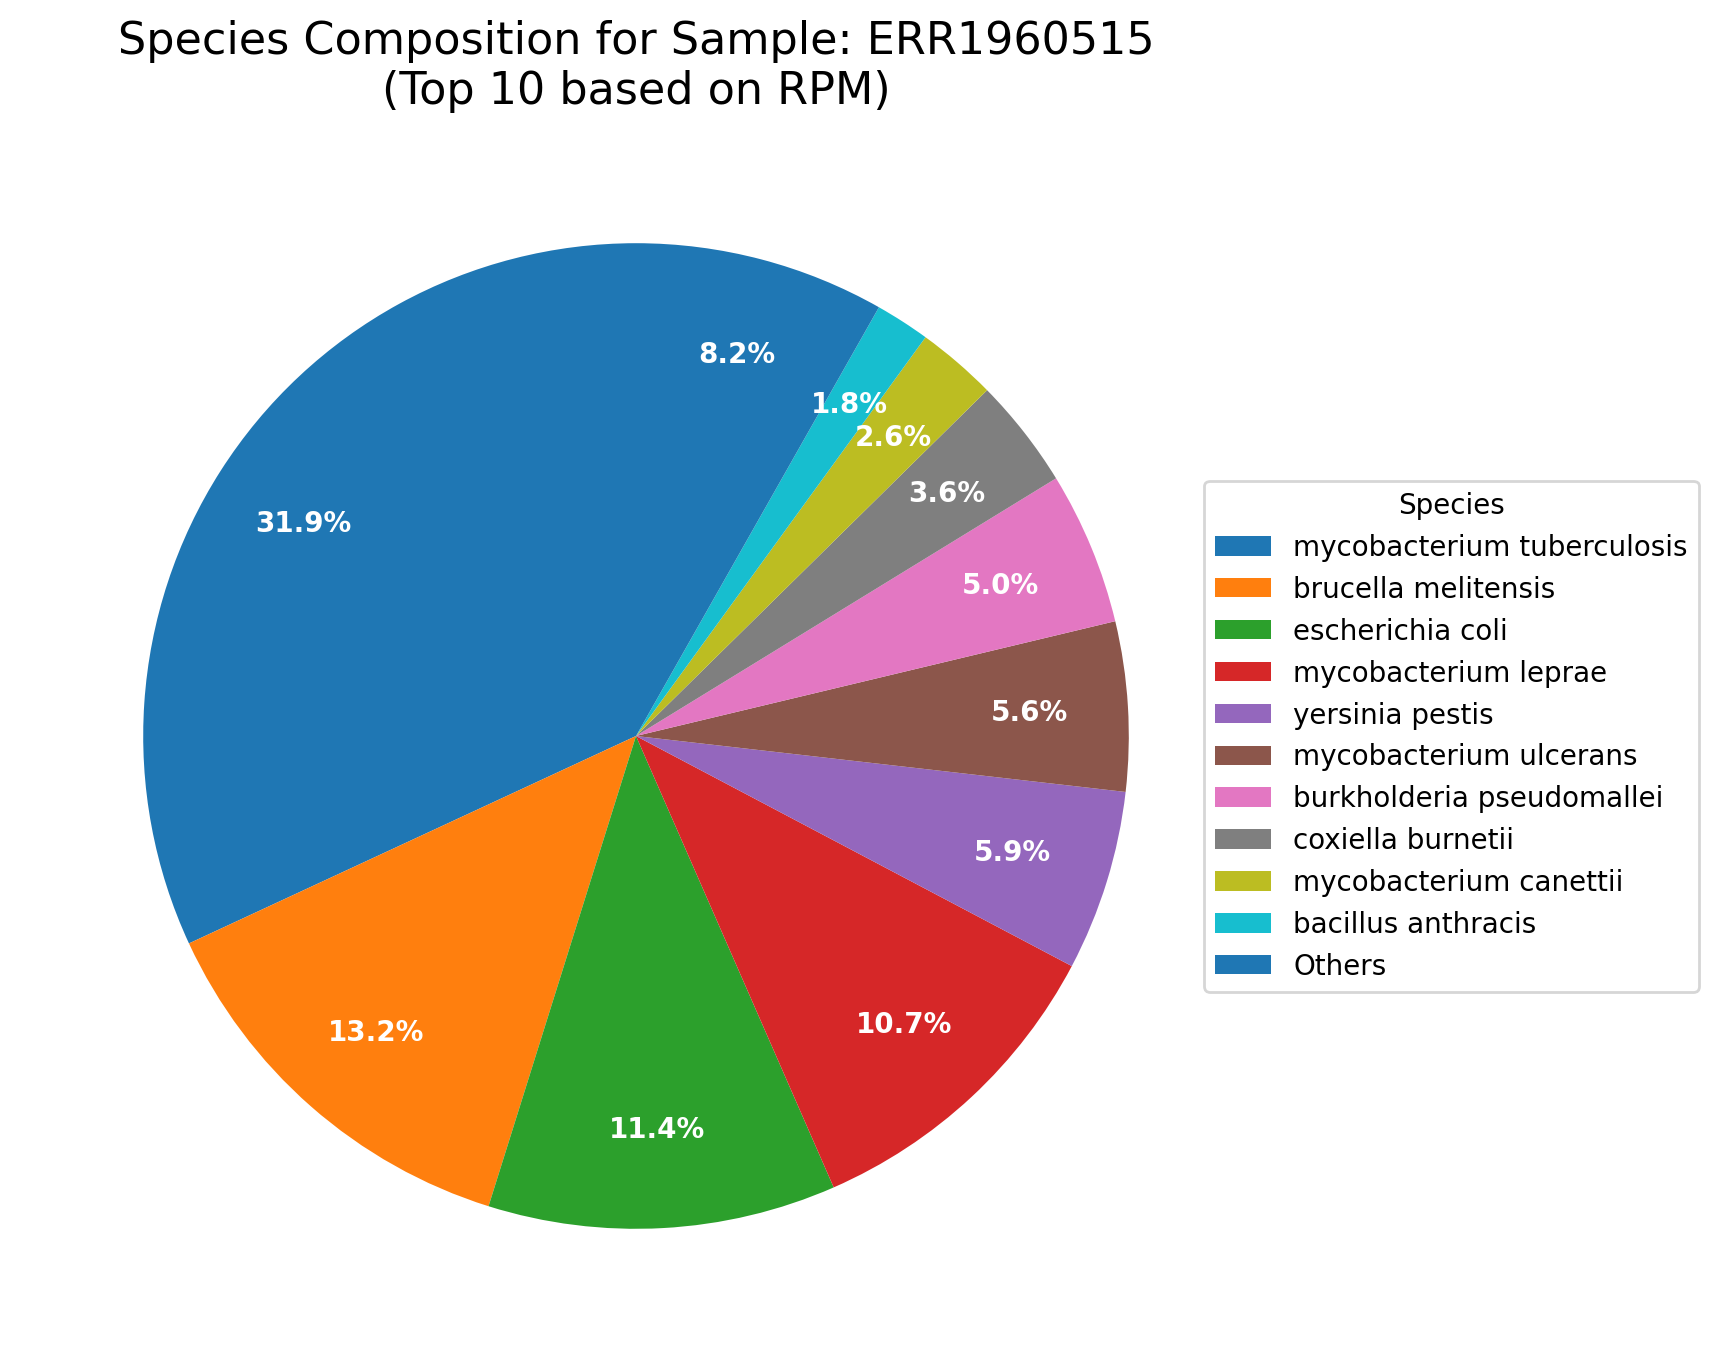 Species Composition for Sample: ERR1960515
(Top 10 based on RPM)
8.2%
1.8%
2.6%
3.6%
31.9%
5.0%
5.6%
5.9%
10.7%
13.2%
11.4%
Species
mycobacterium tuberculosis
brucella melitensis
escherichia coli
mycobacterium leprae
yersinia pestis
mycobacterium ulcerans
burkholderia pseudomallei
coxiella burnetii
mycobacterium canettii
bacillus anthracis
Others